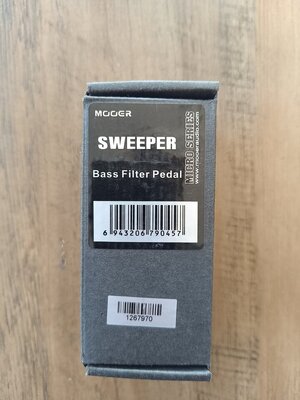 MOOER
SWEEPER
Bass Filter Pedal
MICRO SERIES
www.mooeraudio.com
6 943206 790457
1267970